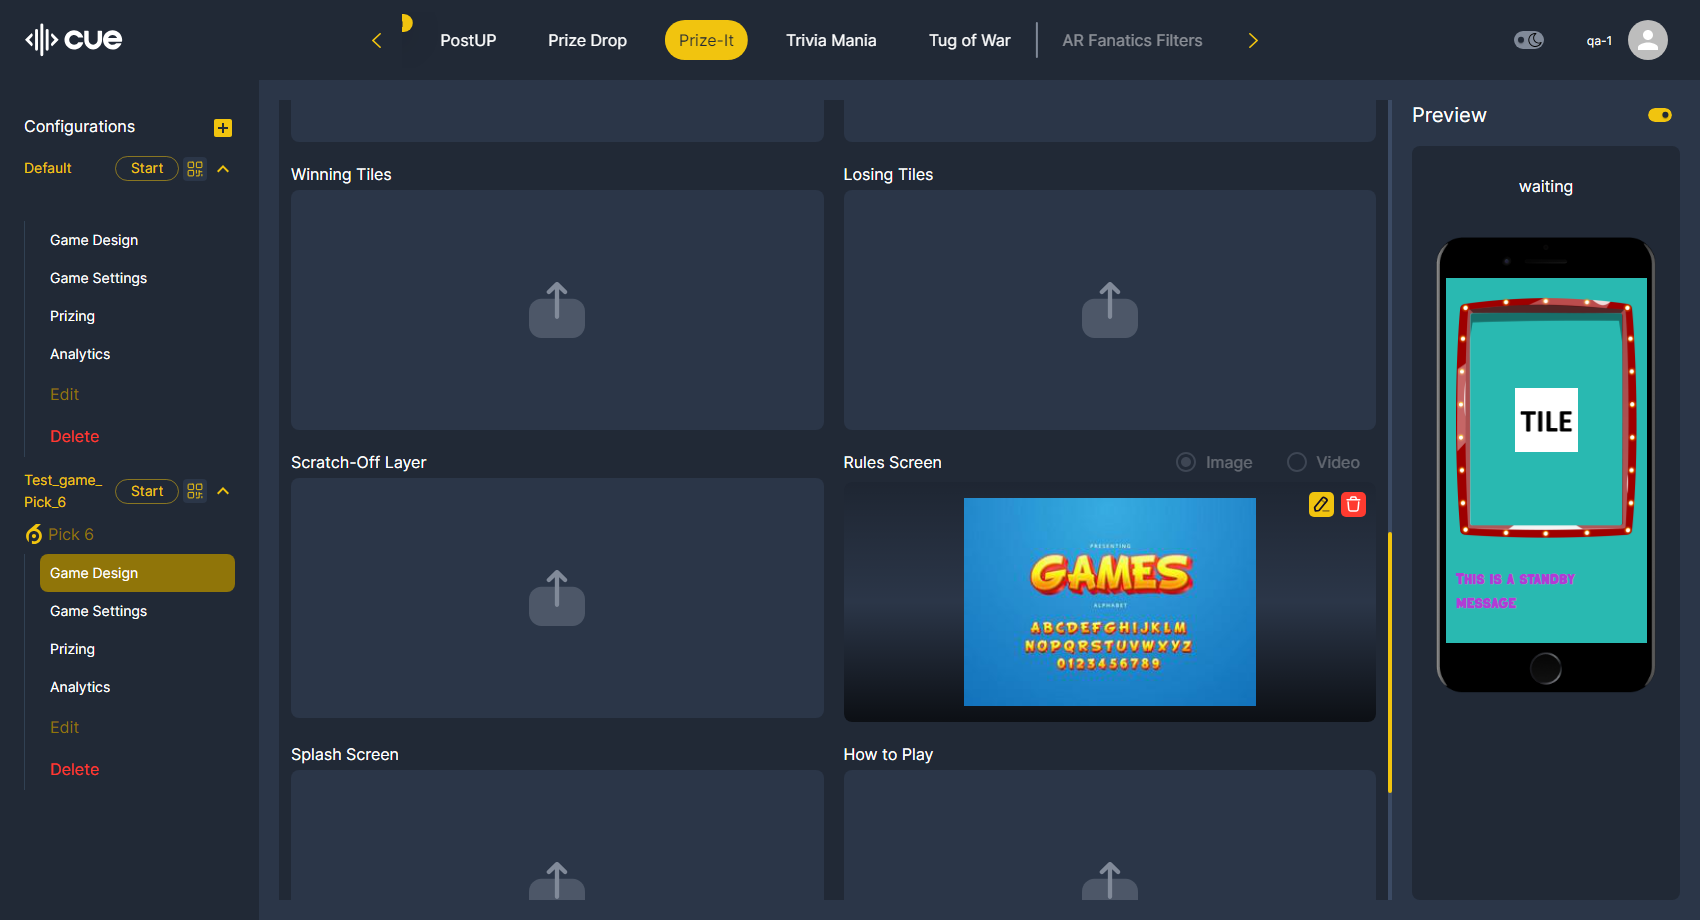 cue
PostUP
Prize Drop
Prize-It
Trivia Mania
Tug of War
AR Fanatics Filters
qa-1
Configurations
Default
Start
Game Design
Game Settings
Prizing
Analytics
Edit
Delete
Test_game_
Pick_6
Start
Pick 6
Game Design
Game Settings
Prizing
Analytics
Edit
Delete
Winning Tiles
Losing Tiles
Scratch-Off Layer
Rules Screen
Image
Video
PRESENTING
GAMES
ALPHABET
ABCDEFGHIJKLM
NOPQRSTUVWXYZ
0123456789
Splash Screen
How to Play
Preview
waiting
TILE
THIS IS A STANDBY
MESSAGE